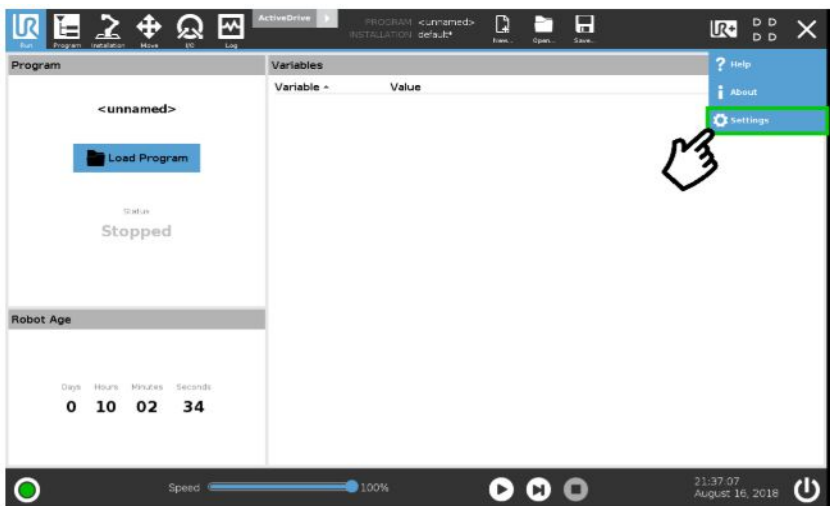 UR
Run
Program
Installation
Move
I/O
Log
ActiveDrive
PROGRAM <unnamed>
INSTALLATION default*
New...
Open...
Save...
UR+
D D
D D
Program
<unnamed>
Load Program
Status
Stopped
Robot Age
Days Hours Minutes Seconds
0 10 02 34
Variables
Variable Value
? Help
i About
Settings
Speed 100%
21:37:07
August 16, 2018